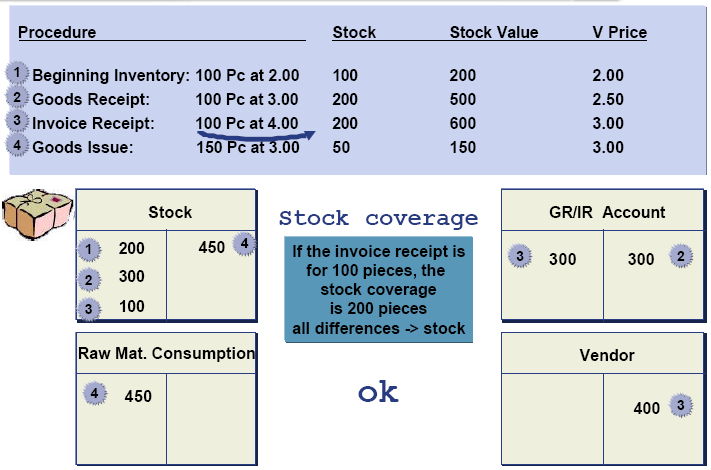 Procedure Stock Stock Value V Price
1 Beginning Inventory: 100 Pc at 2.00 100 200 2.00
2 Goods Receipt: 100 Pc at 3.00 200 500 2.50
3 Invoice Receipt: 100 Pc at 4.00 200 600 3.00
4 Goods Issue: 150 Pc at 3.00 50 150 3.00
Stock
1 200 450 4
2 300
3 100
Stock coverage
If the invoice receipt is
for 100 pieces, the
stock coverage
is 200 pieces
all differences -> stock
GR/IR Account
3 300 300 2
Raw Mat. Consumption
4 450
ok
Vendor
400 3